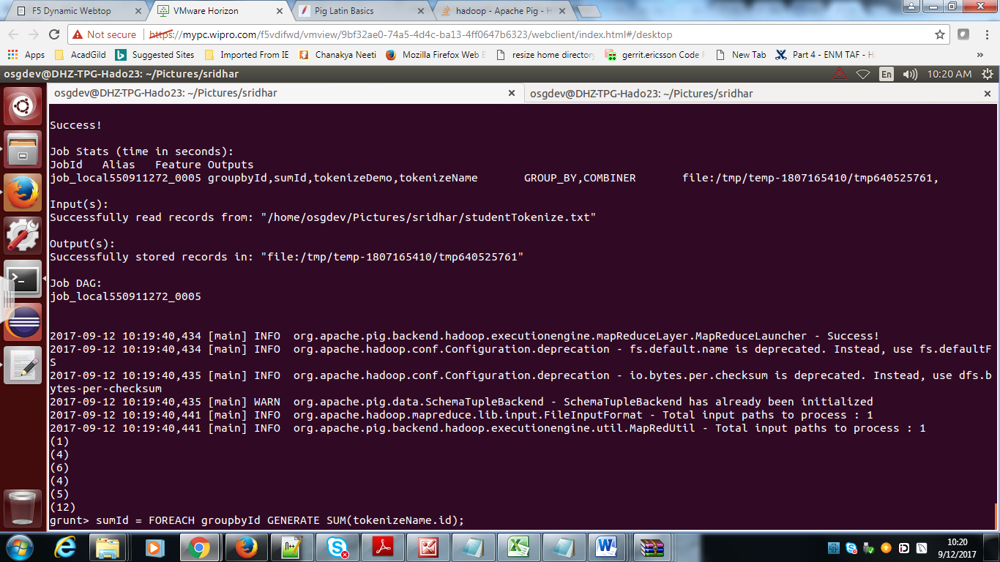 F5 Dynamic Webtop
VMware Horizon
Pig Latin Basics
hadoop - Apache Pig - H
Not secure
https://mypc.wipro.com/f5vdifwd/vmview/9bf32ae0-74a5-4d4c-ba13-4ff0647b6323/webclient/index.html#/desktop
Apps
AcadGild
Suggested Sites
Imported From IE
Chanakya Neeti
Mozilla Firefox Web
resize home directory
gerrit.ericsson Code
New Tab
Part 4 - ENM TAF -
»
osgdev@DHZ-TPG-Hado23: ~/Pictures/sridhar
En
10:20 AM
osgdev@DHZ-TPG-Hado23: ~/Pictures/sridhar
osgdev@DHZ-TPG-Hado23: ~/Pictures/sridhar
Success!
Job Stats (time in seconds):
JobId Alias Feature Outputs
job_local550911272_0005 groupbyId,sumId,tokenizeDemo,tokenizeName GROUP_BY,COMBINER file:/tmp/temp-1807165410/tmp640525761,
Input(s):
Successfully read records from: "/home/osgdev/Pictures/sridhar/studentTokenize.txt"
Output(s):
Successfully stored records in: "file:/tmp/temp-1807165410/tmp640525761"
Job DAG:
job_local550911272_0005
2017-09-12 10:19:40,434 [main] INFO org.apache.pig.backend.hadoop.executionengine.mapReduceLayer.MapReduceLauncher - Success!
2017-09-12 10:19:40,434 [main] INFO org.apache.hadoop.conf.Configuration.deprecation - fs.default.name is deprecated. Instead, use fs.defaultF
S
2017-09-12 10:19:40,435 [main] INFO org.apache.hadoop.conf.Configuration.deprecation - io.bytes.per.checksum is deprecated. Instead, use dfs.b
ytes-per-checksum
2017-09-12 10:19:40,435 [main] WARN org.apache.pig.data.SchemaTupleBackend - SchemaTupleBackend has already been initialized
2017-09-12 10:19:40,441 [main] INFO org.apache.hadoop.mapreduce.lib.input.FileInputFormat - Total input paths to process : 1
2017-09-12 10:19:40,441 [main] INFO org.apache.pig.backend.hadoop.executionengine.util.MapRedUtil - Total input paths to process : 1
(1)
(4)
(6)
(4)
(5)
(12)
grunt> sumId = FOREACH groupbyId GENERATE SUM(tokenizeName.id);
10:20
9/12/2017